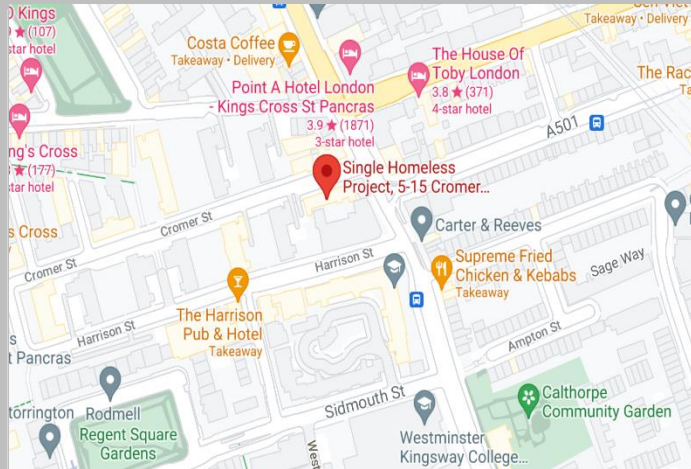 Kings
(107)
star hotel
Costa Coffee
Takeaway • Delivery
Takeaway • Delivery
Point A Hotel London
- Kings Cross St Pancras
3.9 ★ (1871)
3-star hotel
The House Of
Toby London
3.8 ★ (371)
4-star hotel
The Rac
A501
ng's Cross
★ (177)
star hotel
Single Homeless
Project, 5-15 Cromer...
Cromer St
s Cross
Cromer St
Carter & Reeves
Harrison St
Supreme Fried
Chicken & Kebabs
Takeaway
Sage Way
The Harrison
Pub & Hotel
Takeaway
Harrison St
t Pancras
Ampton St
Rodmell
Regent Square
Gardens
torrington
Sidmouth St
Calthorpe
Community Garden
Westminster
Kingsway College...
West